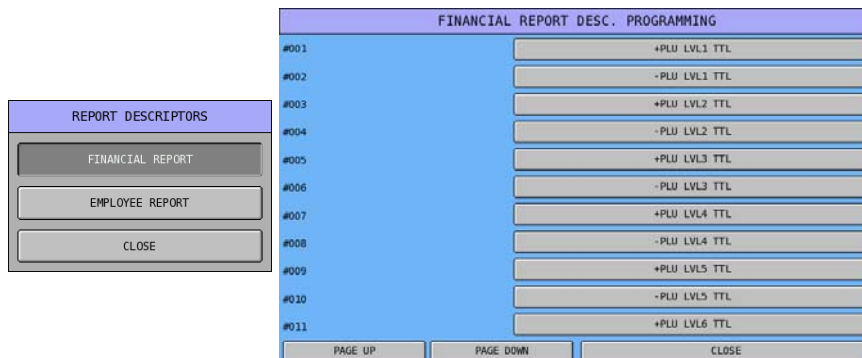 REPORT DESCRIPTORS
FINANCIAL REPORT
EMPLOYEE REPORT
CLOSE
FINANCIAL REPORT DESC. PROGRAMMING
#001 +PLU LVL1 TTL
#002 -PLU LVL1 TTL
#003 +PLU LVL2 TTL
#004 -PLU LVL2 TTL
#005 +PLU LVL3 TTL
#006 -PLU LVL3 TTL
#007 +PLU LVL4 TTL
#008 -PLU LVL4 TTL
#009 +PLU LVL5 TTL
#010 -PLU LVL5 TTL
#011 +PLU LVL6 TTL
PAGE UP PAGE DOWN CLOSE